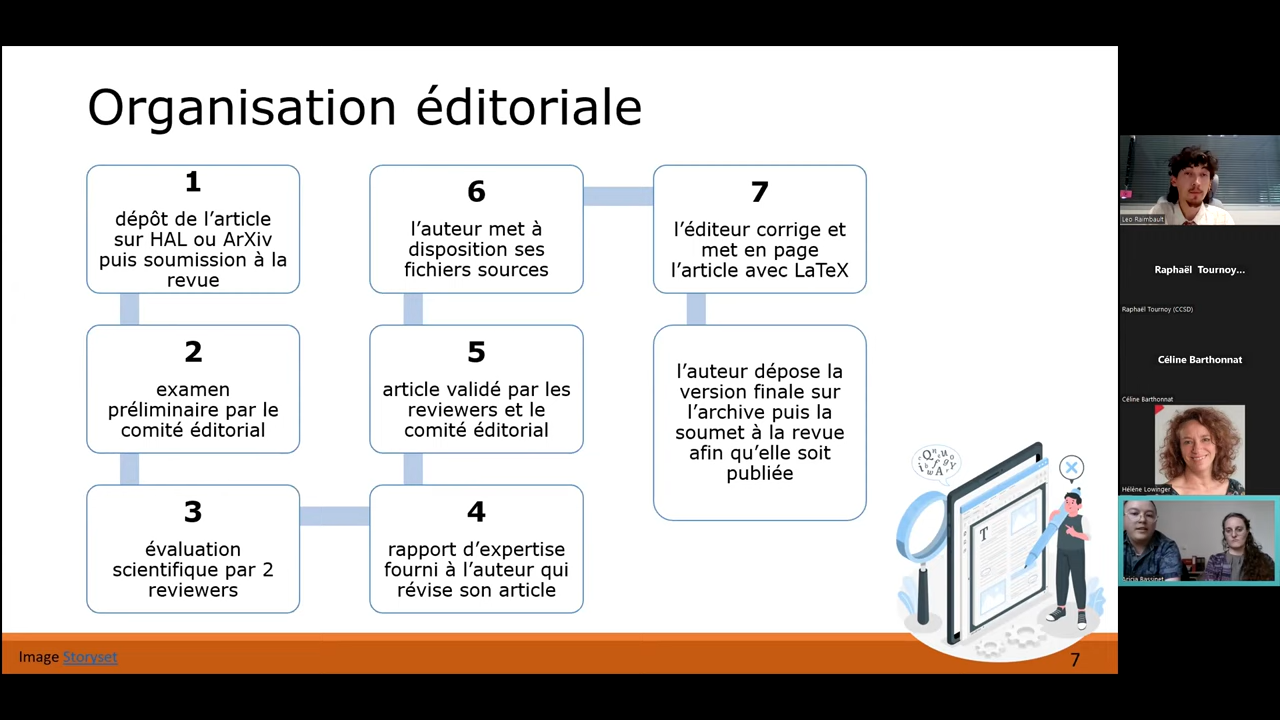 Organisation éditoriale
1
dépôt de l’article
sur HAL ou ArXiv
puis soumission à la
revue
2
examen
préliminaire par le
comité éditorial
3
évaluation
scientifique par 2
reviewers
4
rapport d’expertise
fourni à l’auteur qui
révise son article
5
article validé par les
reviewers et le
comité éditorial
6
l’auteur met à
disposition ses
fichiers sources
7
l’éditeur corrige et
met en page
l’article avec LaTeX
l’auteur dépose la
version finale sur
l’archive puis la
soumet à la revue
afin qu’elle soit
publiée
Image Storyset
7
Leo Raimbault
Raphaël Tournoy...
Raphaël Tournoy (CCSD)
Céline Barthonnat
Céline Barthonnat
Hélène Lowinger
Aricia Bassinet